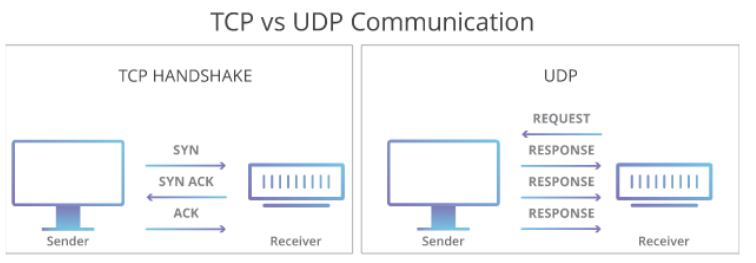 TCP vs UDP Communication
TCP HANDSHAKE
SYN
SYN ACK
ACK
Sender
Receiver
UDP
REQUEST
RESPONSE
RESPONSE
RESPONSE
Sender
Receiver